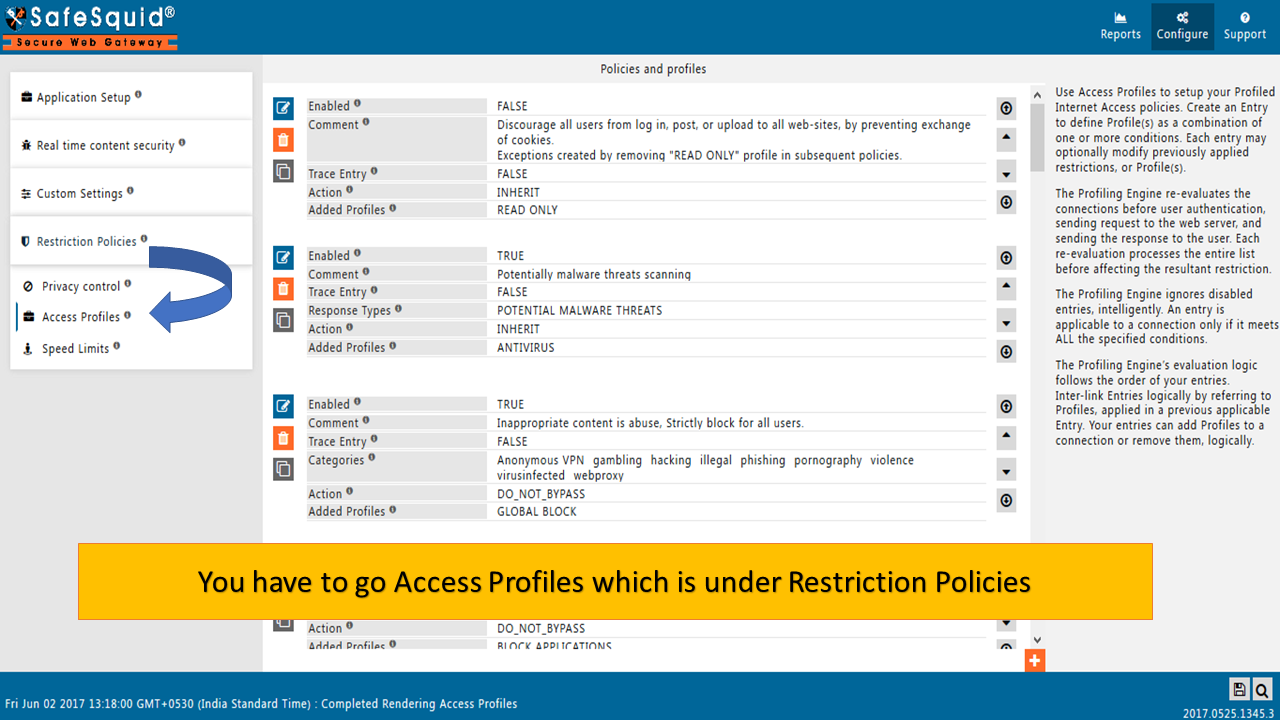 SafeSquid®
Secure Web Gateway
Reports
Configure
Support
Application Setup
Real time content security
Custom Settings
Restriction Policies
Privacy control
Access Profiles
Speed Limits
Policies and profiles
Enabled FALSE
Comment Discourage all users from log in, post, or upload to all web-sites, by preventing exchange
of cookies.
Exceptions created by removing "READ ONLY" profile in subsequent policies.
Trace Entry FALSE
Action INHERIT
Added Profiles READ ONLY
Enabled TRUE
Comment Potentially malware threats scanning
Trace Entry FALSE
Response Types POTENTIAL MALWARE THREATS
Action INHERIT
Added Profiles ANTIVIRUS
Enabled TRUE
Comment Inappropriate content is abuse, Strictly block for all users.
Trace Entry FALSE
Categories Anonymous VPN gambling hacking illegal phishing pornography violence
virusinfected webproxy
Action DO_NOT_BYPASS
Added Profiles GLOBAL BLOCK
You have to go Access Profiles which is under Restriction Policies
Action DO_NOT_BYPASS
Added Profiles BLOCK APPLICATIONS
Use Access Profiles to setup your Profiled
Internet Access policies. Create an Entry
to define Profile(s) as a combination of
one or more conditions. Each entry may
optionally modify previously applied
restrictions, or Profile(s).
The Profiling Engine re-evaluates the
connections before user authentication,
sending request to the web server, and
sending the response to the user. Each
re-evaluation processes the entire list
before affecting the resultant restriction.
The Profiling Engine ignores disabled
entries, intelligently. An entry is
applicable to a connection only if it meets
ALL the specified conditions.
The Profiling Engine's evaluation logic
follows the order of your entries.
Inter-link Entries logically by referring to
Profiles, applied in a previous applicable
Entry. Your entries can add Profiles to a
connection or remove them, logically.
Fri Jun 02 2017 13:18:00 GMT+0530 (India Standard Time) : Completed Rendering Access Profiles
2017.0525.1345.3